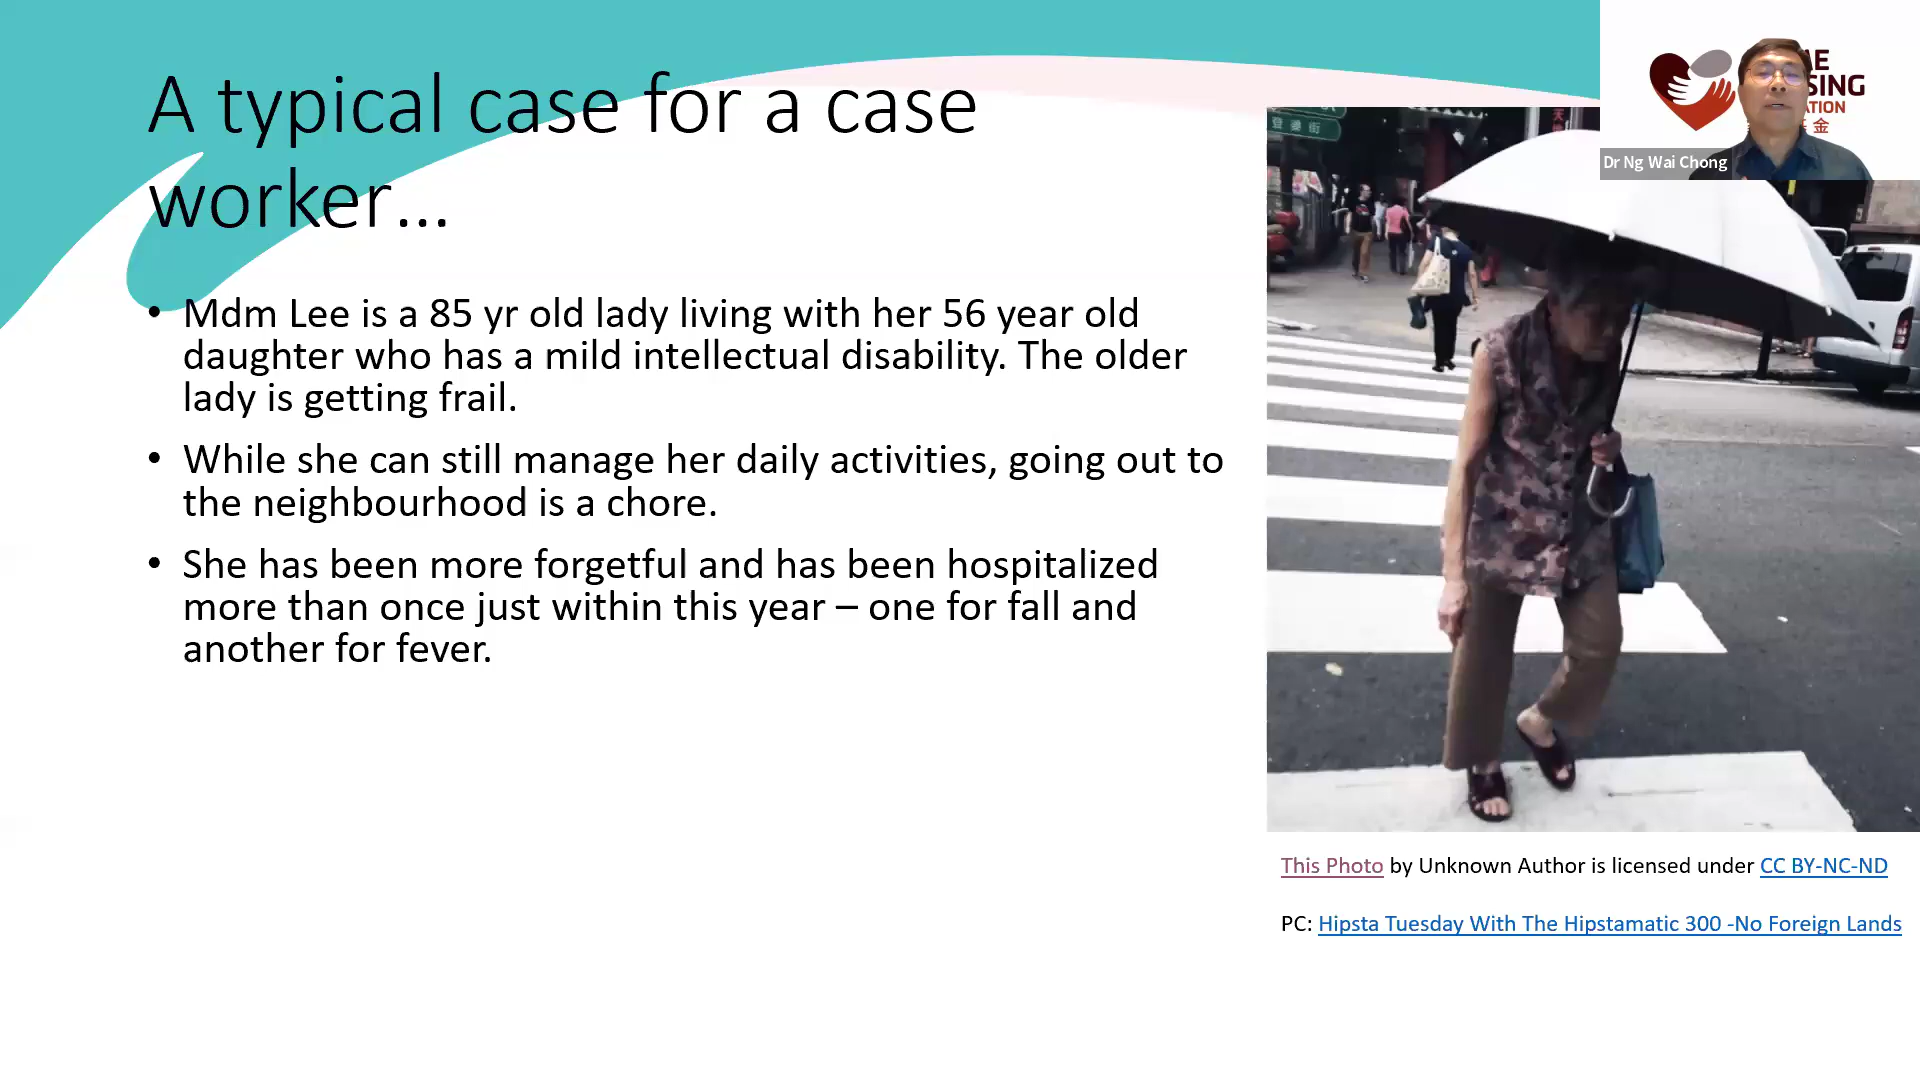 A typical case for a case
worker...
• Mdm Lee is a 85 yr old lady living with her 56 year old
daughter who has a mild intellectual disability. The older
lady is getting frail.
• While she can still manage her daily activities, going out to
the neighbourhood is a chore.
• She has been more forgetful and has been hospitalized
more than once just within this year – one for fall and
another for fever.
SING
ATION
金
Dr Ng Wai Chong
This Photo by Unknown Author is licensed under CC BY-NC-ND
PC: Hipsta Tuesday With The Hipstamatic 300 -No Foreign Lands